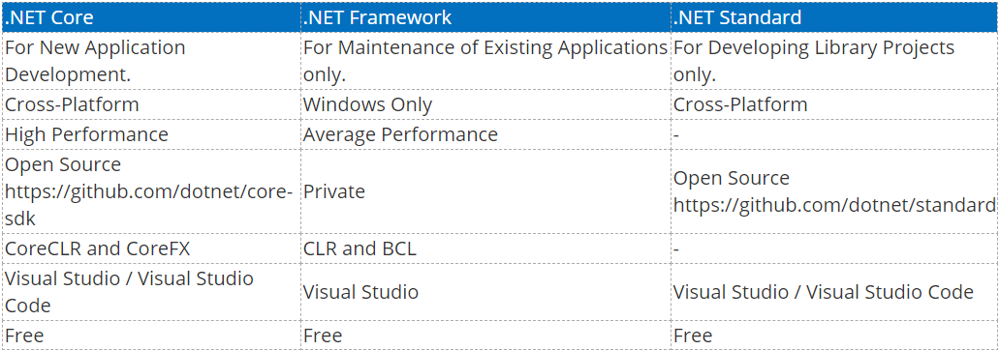 .NET Core .NET Framework .NET Standard
For New Application Development. For Maintenance of Existing Applications only. For Developing Library Projects only.
Cross-Platform Windows Only Cross-Platform
High Performance Average Performance -
Open Source https://github.com/dotnet/core-sdk Private Open Source https://github.com/dotnet/standard
CoreCLR and CoreFX CLR and BCL -
Visual Studio / Visual Studio Code Visual Studio Visual Studio / Visual Studio Code
Free Free Free